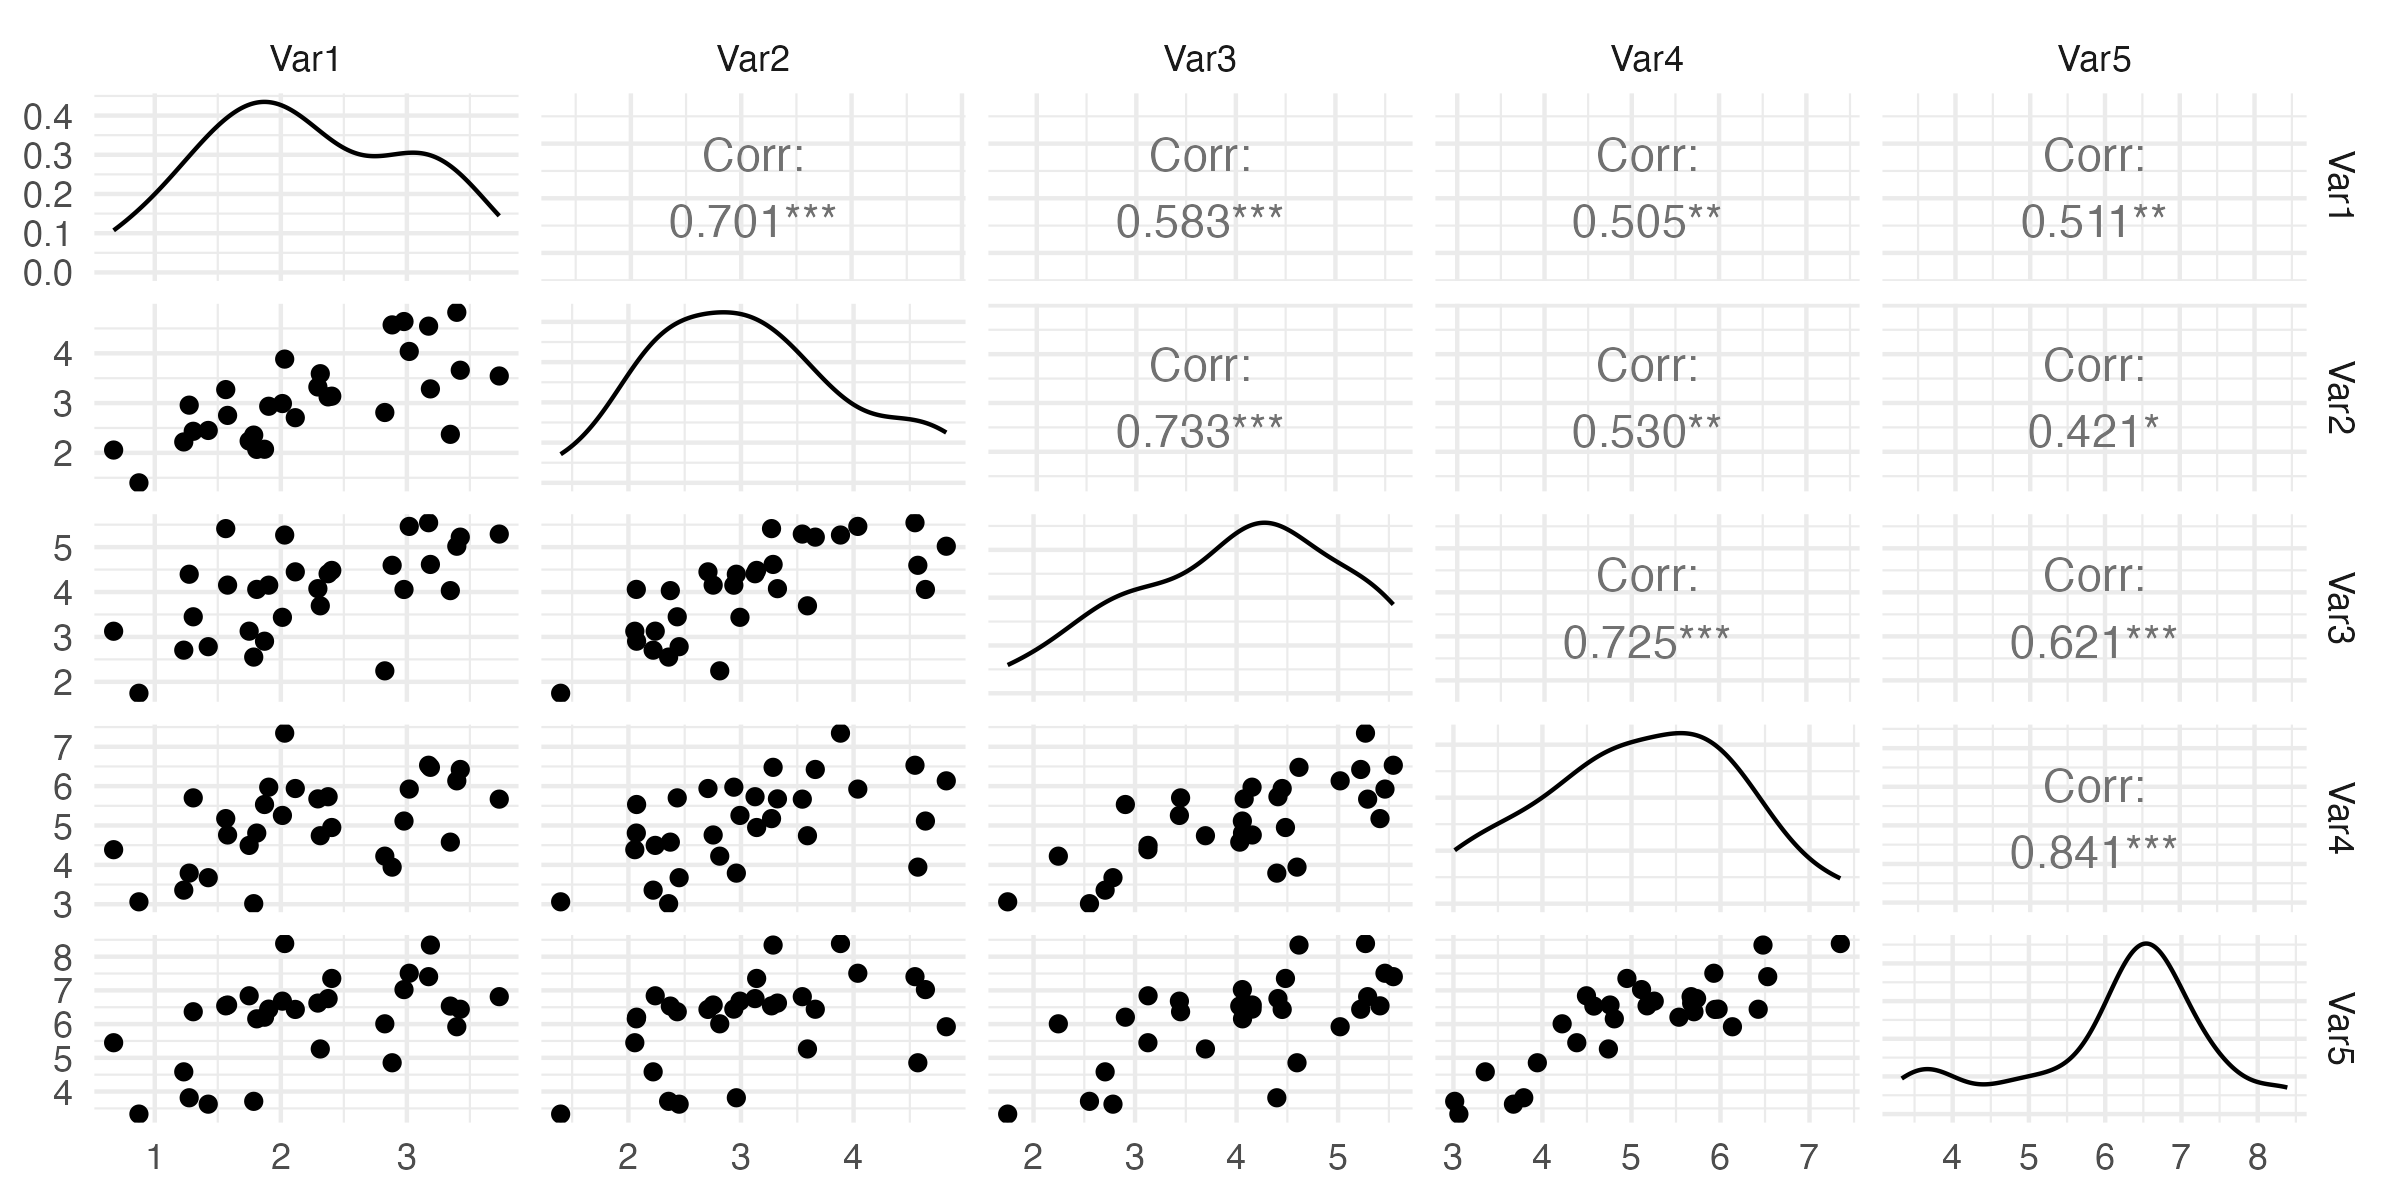 Var1 Var2 Var3 Var4 Var5
0.4
0.3
0.2
0.1
0.0
Corr:
0.701***
Corr:
0.583***
Corr:
0.505**
Corr:
0.511**
Var1
4
3
2
Corr:
0.733***
Corr:
0.530**
Corr:
0.421*
Var2
5
4
3
2
Corr:
0.725***
Corr:
0.621***
Var3
7
6
5
4
3
Corr:
0.841***
Var4
8
7
6
5
4
Var5
1 2 3 2 3 4 2 3 4 5 3 4 5 6 7 4 5 6 7 8